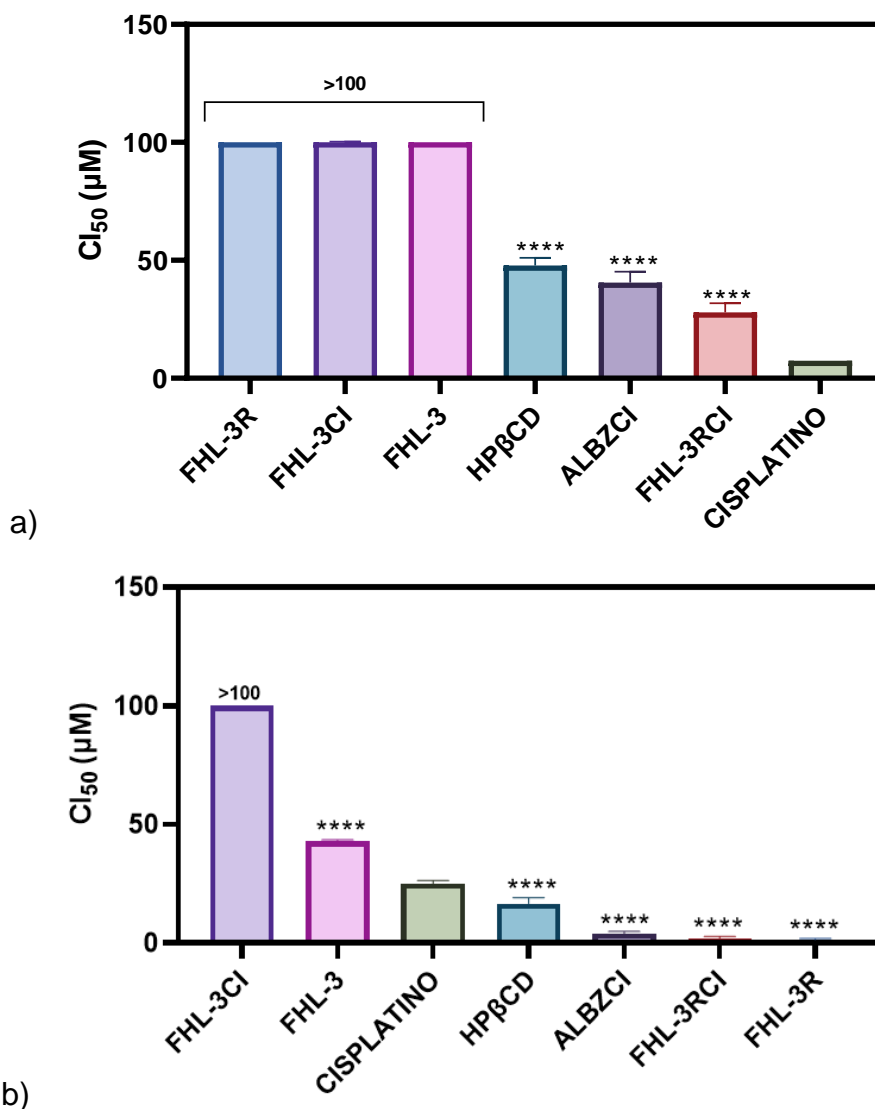 150
>100
100
CI₅₀ (µM)
****
****
50
****
0
FHL-3R
FHL-3CI
FHL-3
HPβCD
ALBZCI
FHL-3RCI
CISPLATINO
a)
150
>100
100
CI₅₀ (µM)
****
50
****
****
****
****
0
FHL-3CI
FHL-3
CISPLATINO
HPβCD
ALBZCI
FHL-3RCI
FHL-3R
b)